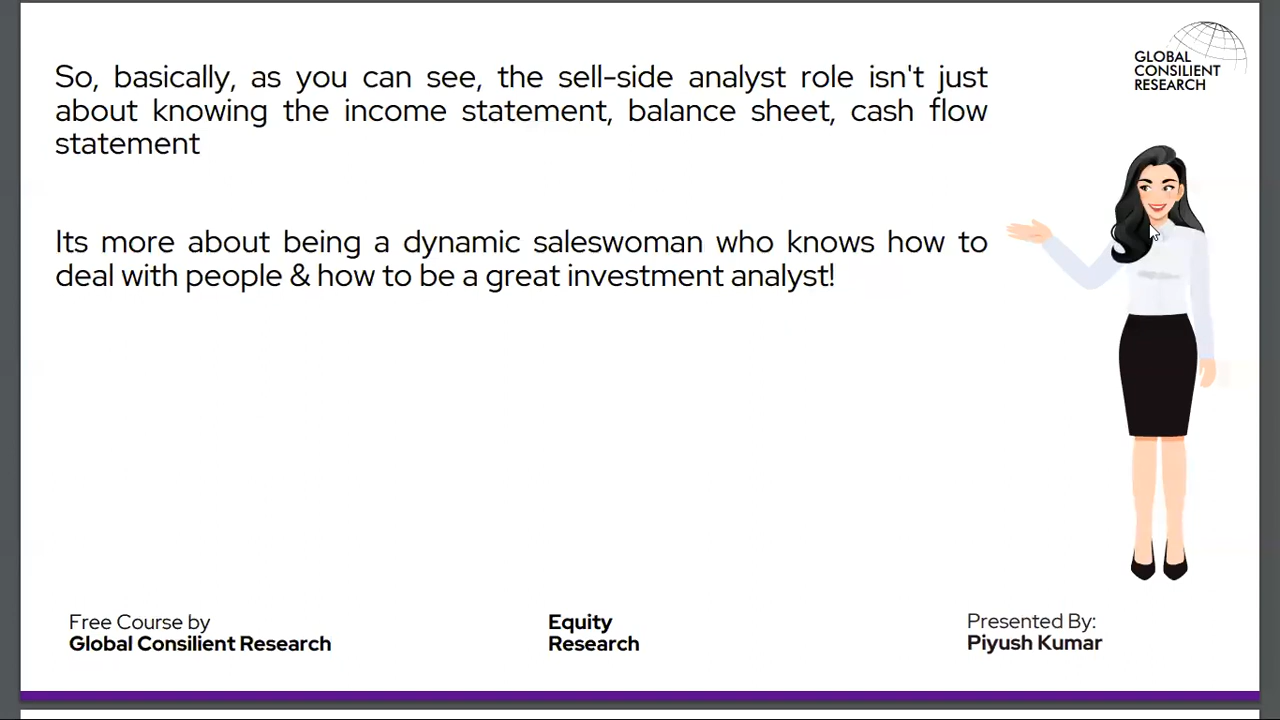 GLOBAL
CONSILIENT
RESEARCH
So, basically, as you can see, the sell-side analyst role isn't just
about knowing the income statement, balance sheet, cash flow
statement
Its more about being a dynamic saleswoman who knows how to
deal with people & how to be a great investment analyst!
Free Course by
Global Consilient Research
Equity
Research
Presented By:
Piyush Kumar